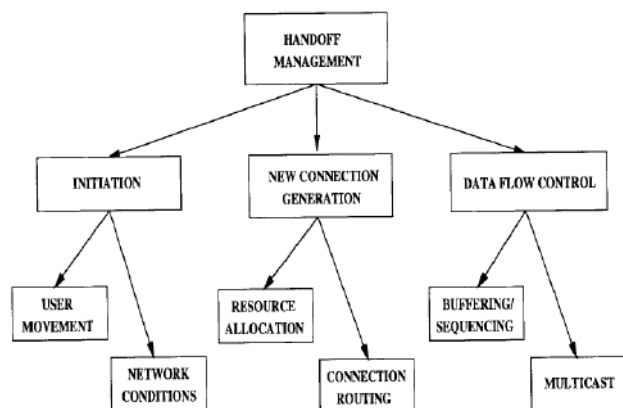 HANDOFF
MANAGEMENT
INITIATION
NEW CONNECTION
GENERATION
DATA FLOW CONTROL
USER
MOVEMENT
RESOURCE
ALLOCATION
BUFFERING/
SEQUENCING
NETWORK
CONDITIONS
CONNECTION
ROUTING
MULTICAST